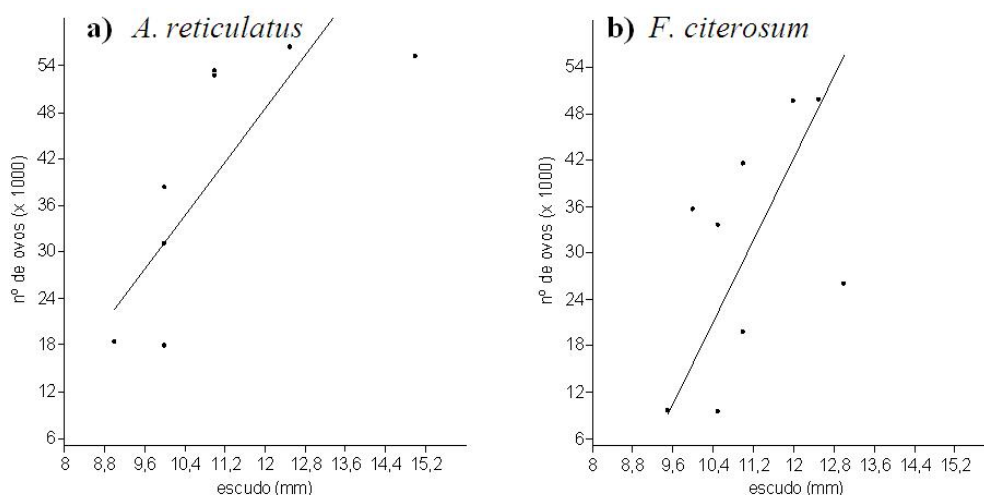 a) A. reticulatus
54
48
42
36
30
24
18
12
6
nº de ovos (x 1000)
8 8,8 9,6 10,4 11,2 12 12,8 13,6 14,4 15,2
escudo (mm)
b) F. citerosum
54
48
42
36
30
24
18
12
6
nº de ovos (x 1000)
8 8,8 9,6 10,4 11,2 12 12,8 13,6 14,4 15,2
escudo (mm)